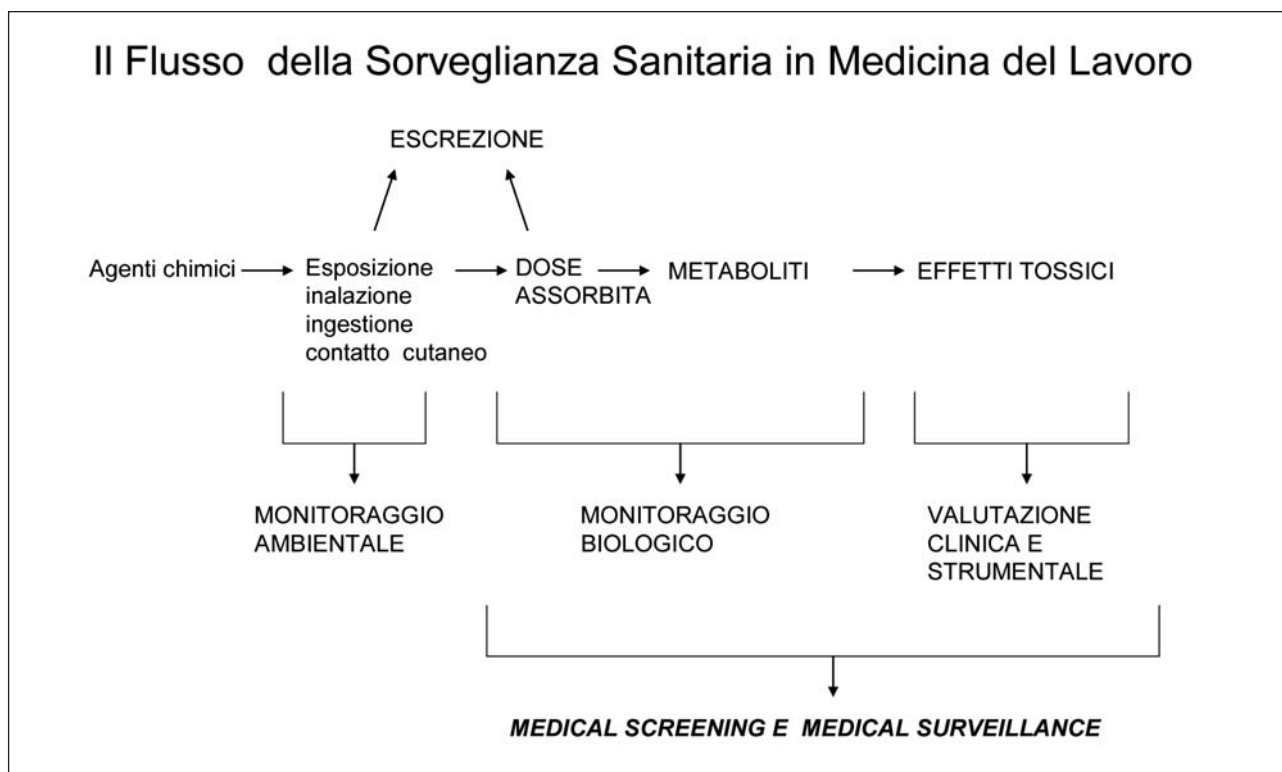 Il Flusso della Sorveglianza Sanitaria in Medicina del Lavoro
ESCREZIONE
Agenti chimici
Esposizione
inalazione
ingestione
contatto cutaneo
DOSE
ASSORBITA
METABOLITI
EFFETTI TOSSICI
MONITORAGGIO
AMBIENTALE
MONITORAGGIO
BIOLOGICO
VALUTAZIONE
CLINICA E
STRUMENTALE
MEDICAL SCREENING E MEDICAL SURVEILLANCE